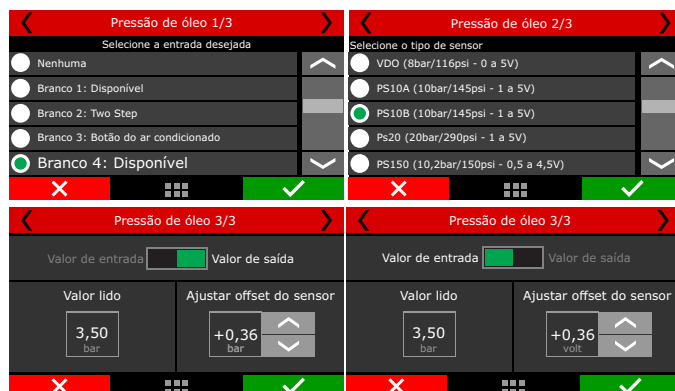 Pressão de óleo 1/3
Selecione a entrada desejada
Nenhuma
Branco 1: Disponível
Branco 2: Two Step
Branco 3: Botão do ar condicionado
Branco 4: Disponível
Pressão de óleo 2/3
Selecione o tipo de sensor
VDO (8bar/116psi - 0 a 5V)
PS10A (10bar/145psi - 1 a 5V)
PS10B (10bar/145psi - 1 a 5V)
Ps20 (20bar/290psi - 1 a 5V)
PS150 (10,2bar/150psi - 0,5 a 4,5V)
Pressão de óleo 3/3
Valor de entrada Valor de saída
Valor lido Ajustar offset do sensor
3,50 +0,36
bar bar
Pressão de óleo 3/3
Valor de entrada Valor de saída
Valor lido Ajustar offset do sensor
3,50 +0,36
bar volt